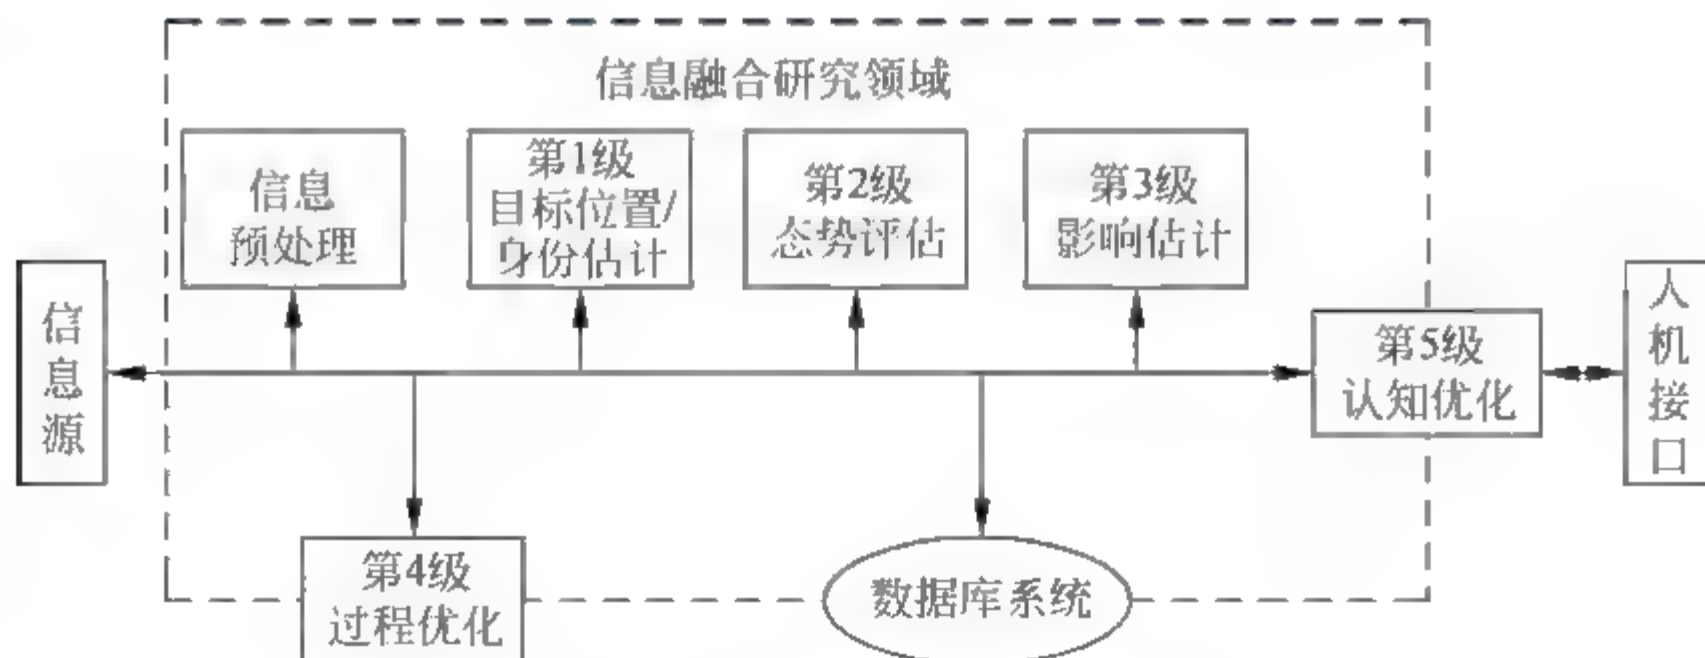 信息融合研究领域
信息
预处理
第1级
目标位置/
身份估计
第2级
态势评估
第3级
影响估计
信
息
源
第5级
认知优化
人
机
接
口
第4级
过程优化
数据库系统